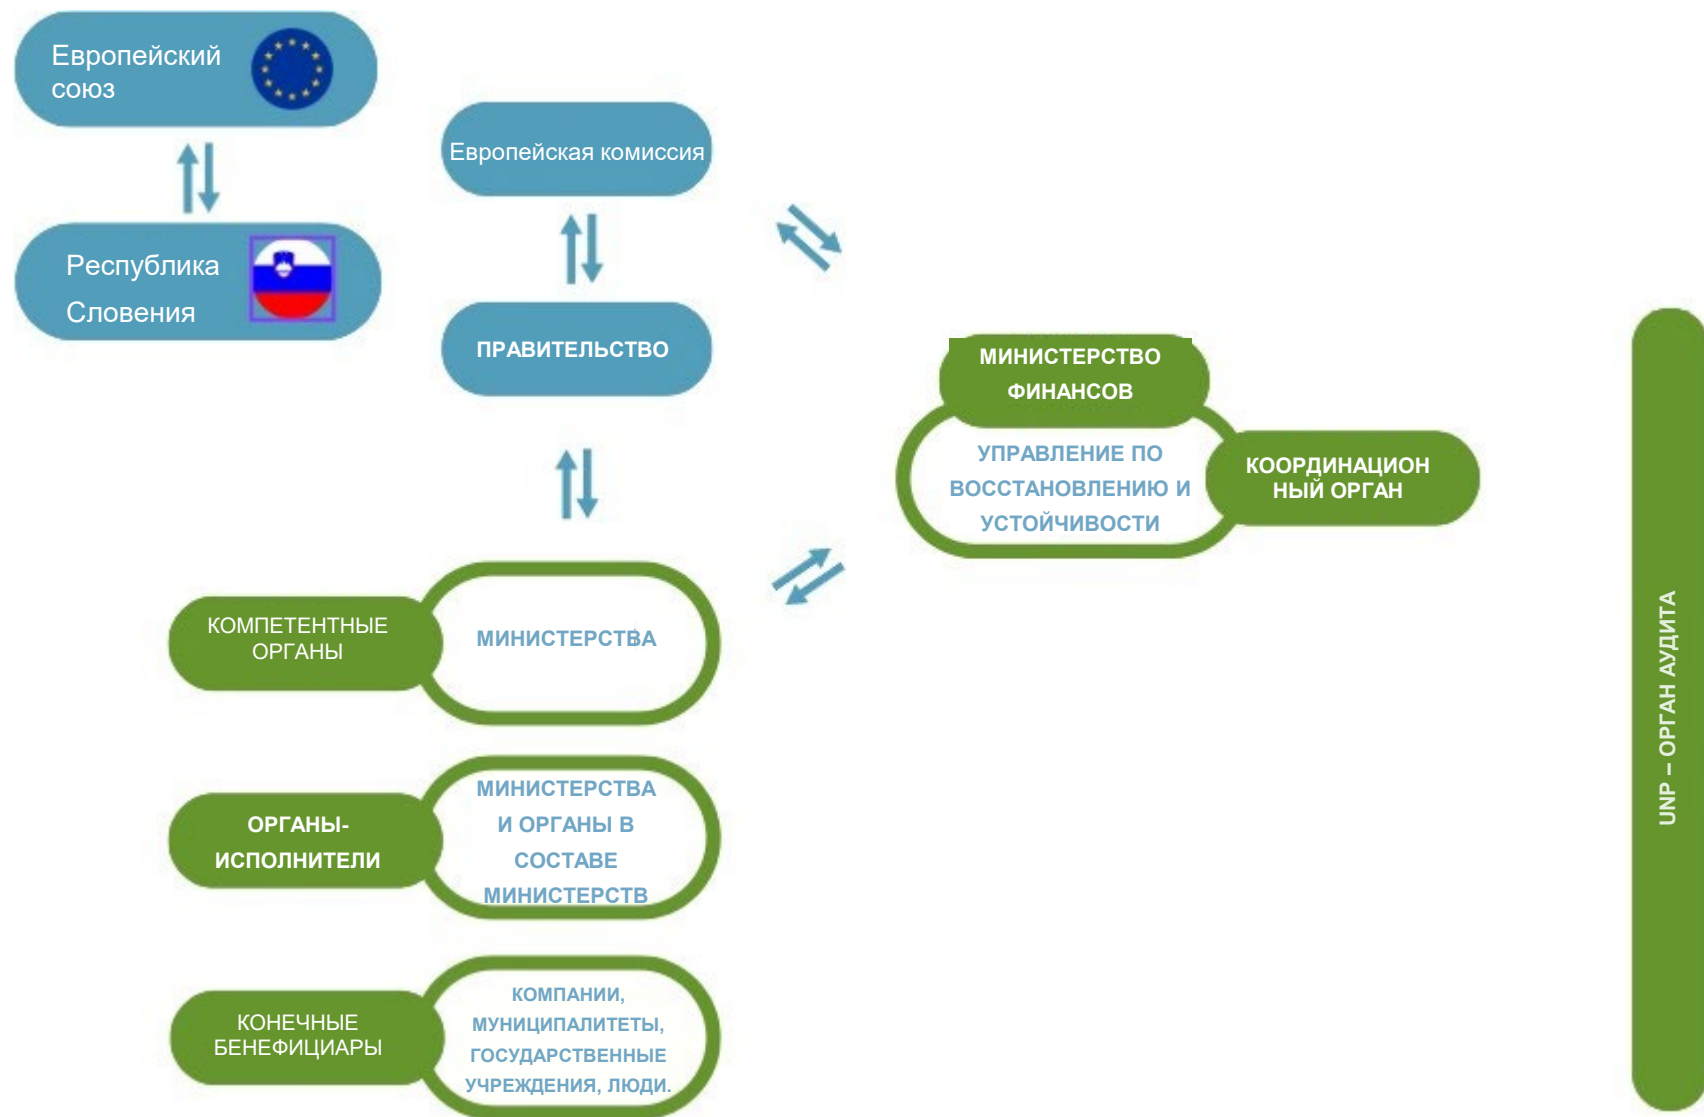 Европейский
союз
Республика
Словения
Европейская комиссия
ПРАВИТЕЛЬСТВО
МИНИСТЕРСТВО
ФИНАНСОВ
УПРАВЛЕНИЕ ПО
ВОССТАНОВЛЕНИЮ И
УСТОЙЧИВОСТИ
КООРДИНАЦИОН
НЫЙ ОРГАН
КОМПЕТЕНТНЫЕ
ОРГАНЫ
МИНИСТЕРСТВА
ОРГАНЫ-
ИСПОЛНИТЕЛИ
МИНИСТЕРСТВА
И ОРГАНЫ В
СОСТАВЕ
МИНИСТЕРСТВ
КОНЕЧНЫЕ
БЕНЕФИЦИАРЫ
КОМПАНИИ,
МУНИЦИПАЛИТЕТЫ,
ГОСУДАРСТВЕННЫЕ
УЧРЕЖДЕНИЯ, ЛЮДИ.
UNP – ОРГАН АУДИТА